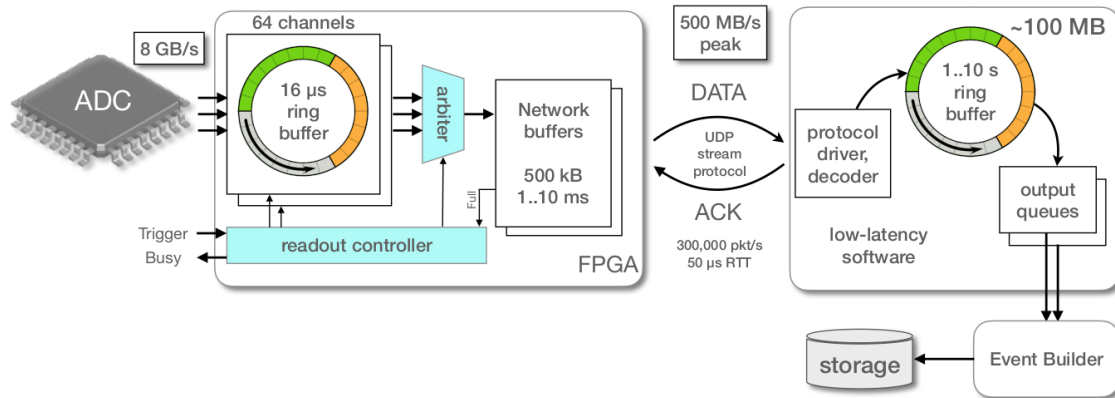 64 channels
8 GB/s
ADC
16 µs
ring
buffer
arbiter
Network
buffers
500 kB
1..10 ms
Full
Trigger
Busy
readout controller
FPGA
500 MB/s
peak
DATA
UDP
stream
protocol
ACK
300,000 pkt/s
50 µs RTT
~100 MB
1..10 s
ring
buffer
protocol
driver,
decoder
output
queues
low-latency
software
Event Builder
storage